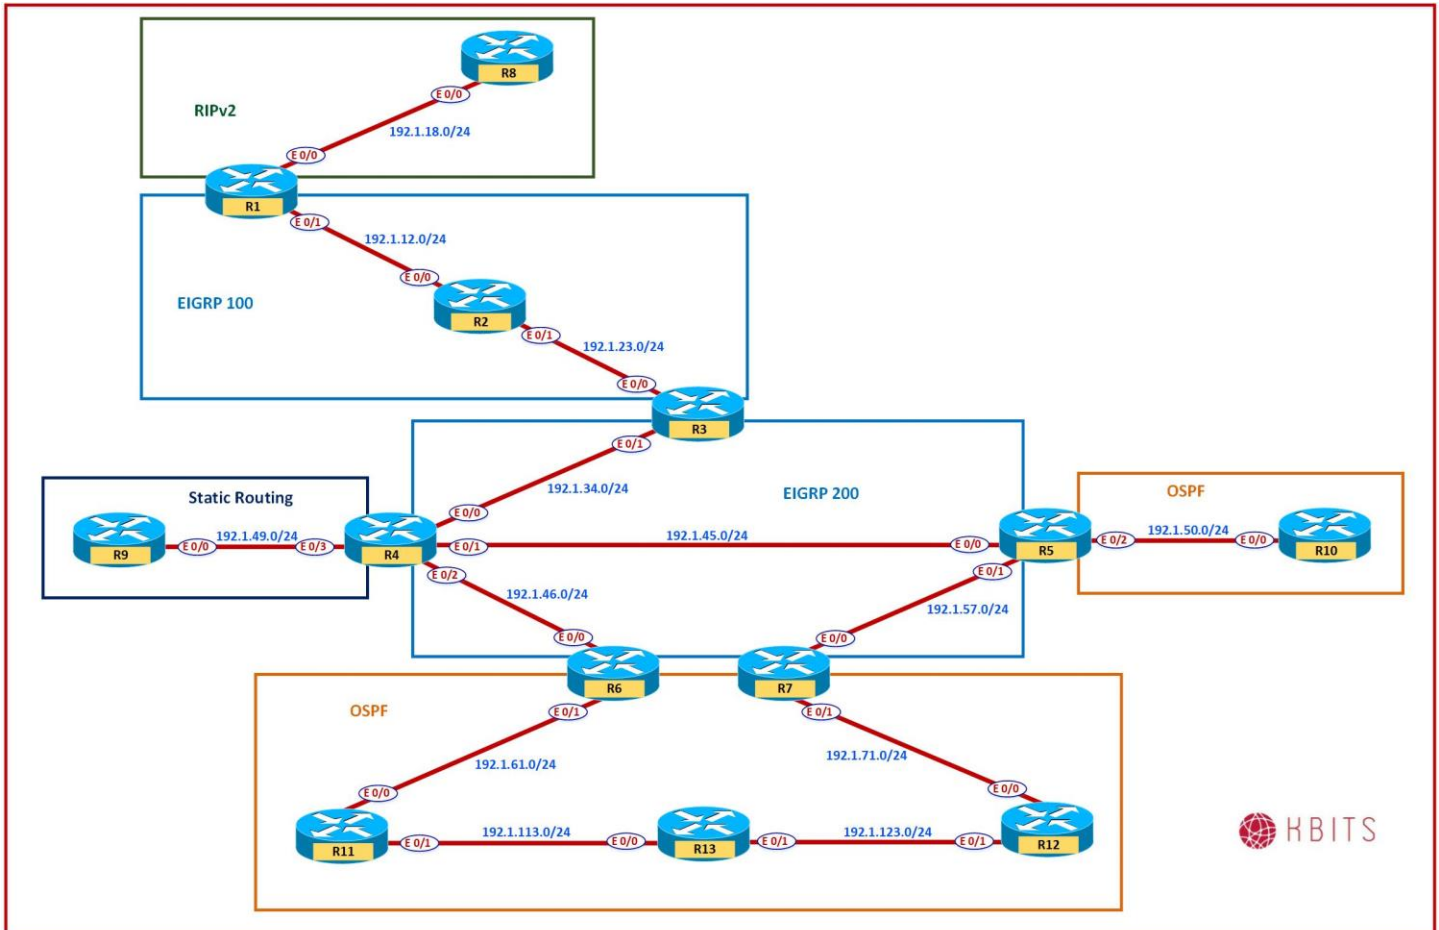 R8
E 0/0
RIPv2
192.1.18.0/24
E 0/0
R1
E 0/1
192.1.12.0/24
E 0/0
EIGRP 100
R2
E 0/1
192.1.23.0/24
E 0/0
R3
E 0/1
192.1.34.0/24
EIGRP 200
E 0/0
Static Routing
OSPF
R9
E 0/0
192.1.49.0/24
E 0/3
R4
E 0/1
192.1.45.0/24
E 0/0
R5
E 0/2
192.1.50.0/24
E 0/0
R10
E 0/2
192.1.46.0/24
E 0/0
E 0/1
192.1.57.0/24
E 0/0
R6
R7
OSPF
E 0/1
192.1.61.0/24
E 0/0
E 0/1
192.1.71.0/24
E 0/0
R11
E 0/1
192.1.113.0/24
E 0/0
R13
E 0/1
192.1.123.0/24
E 0/1
R12
KBITS